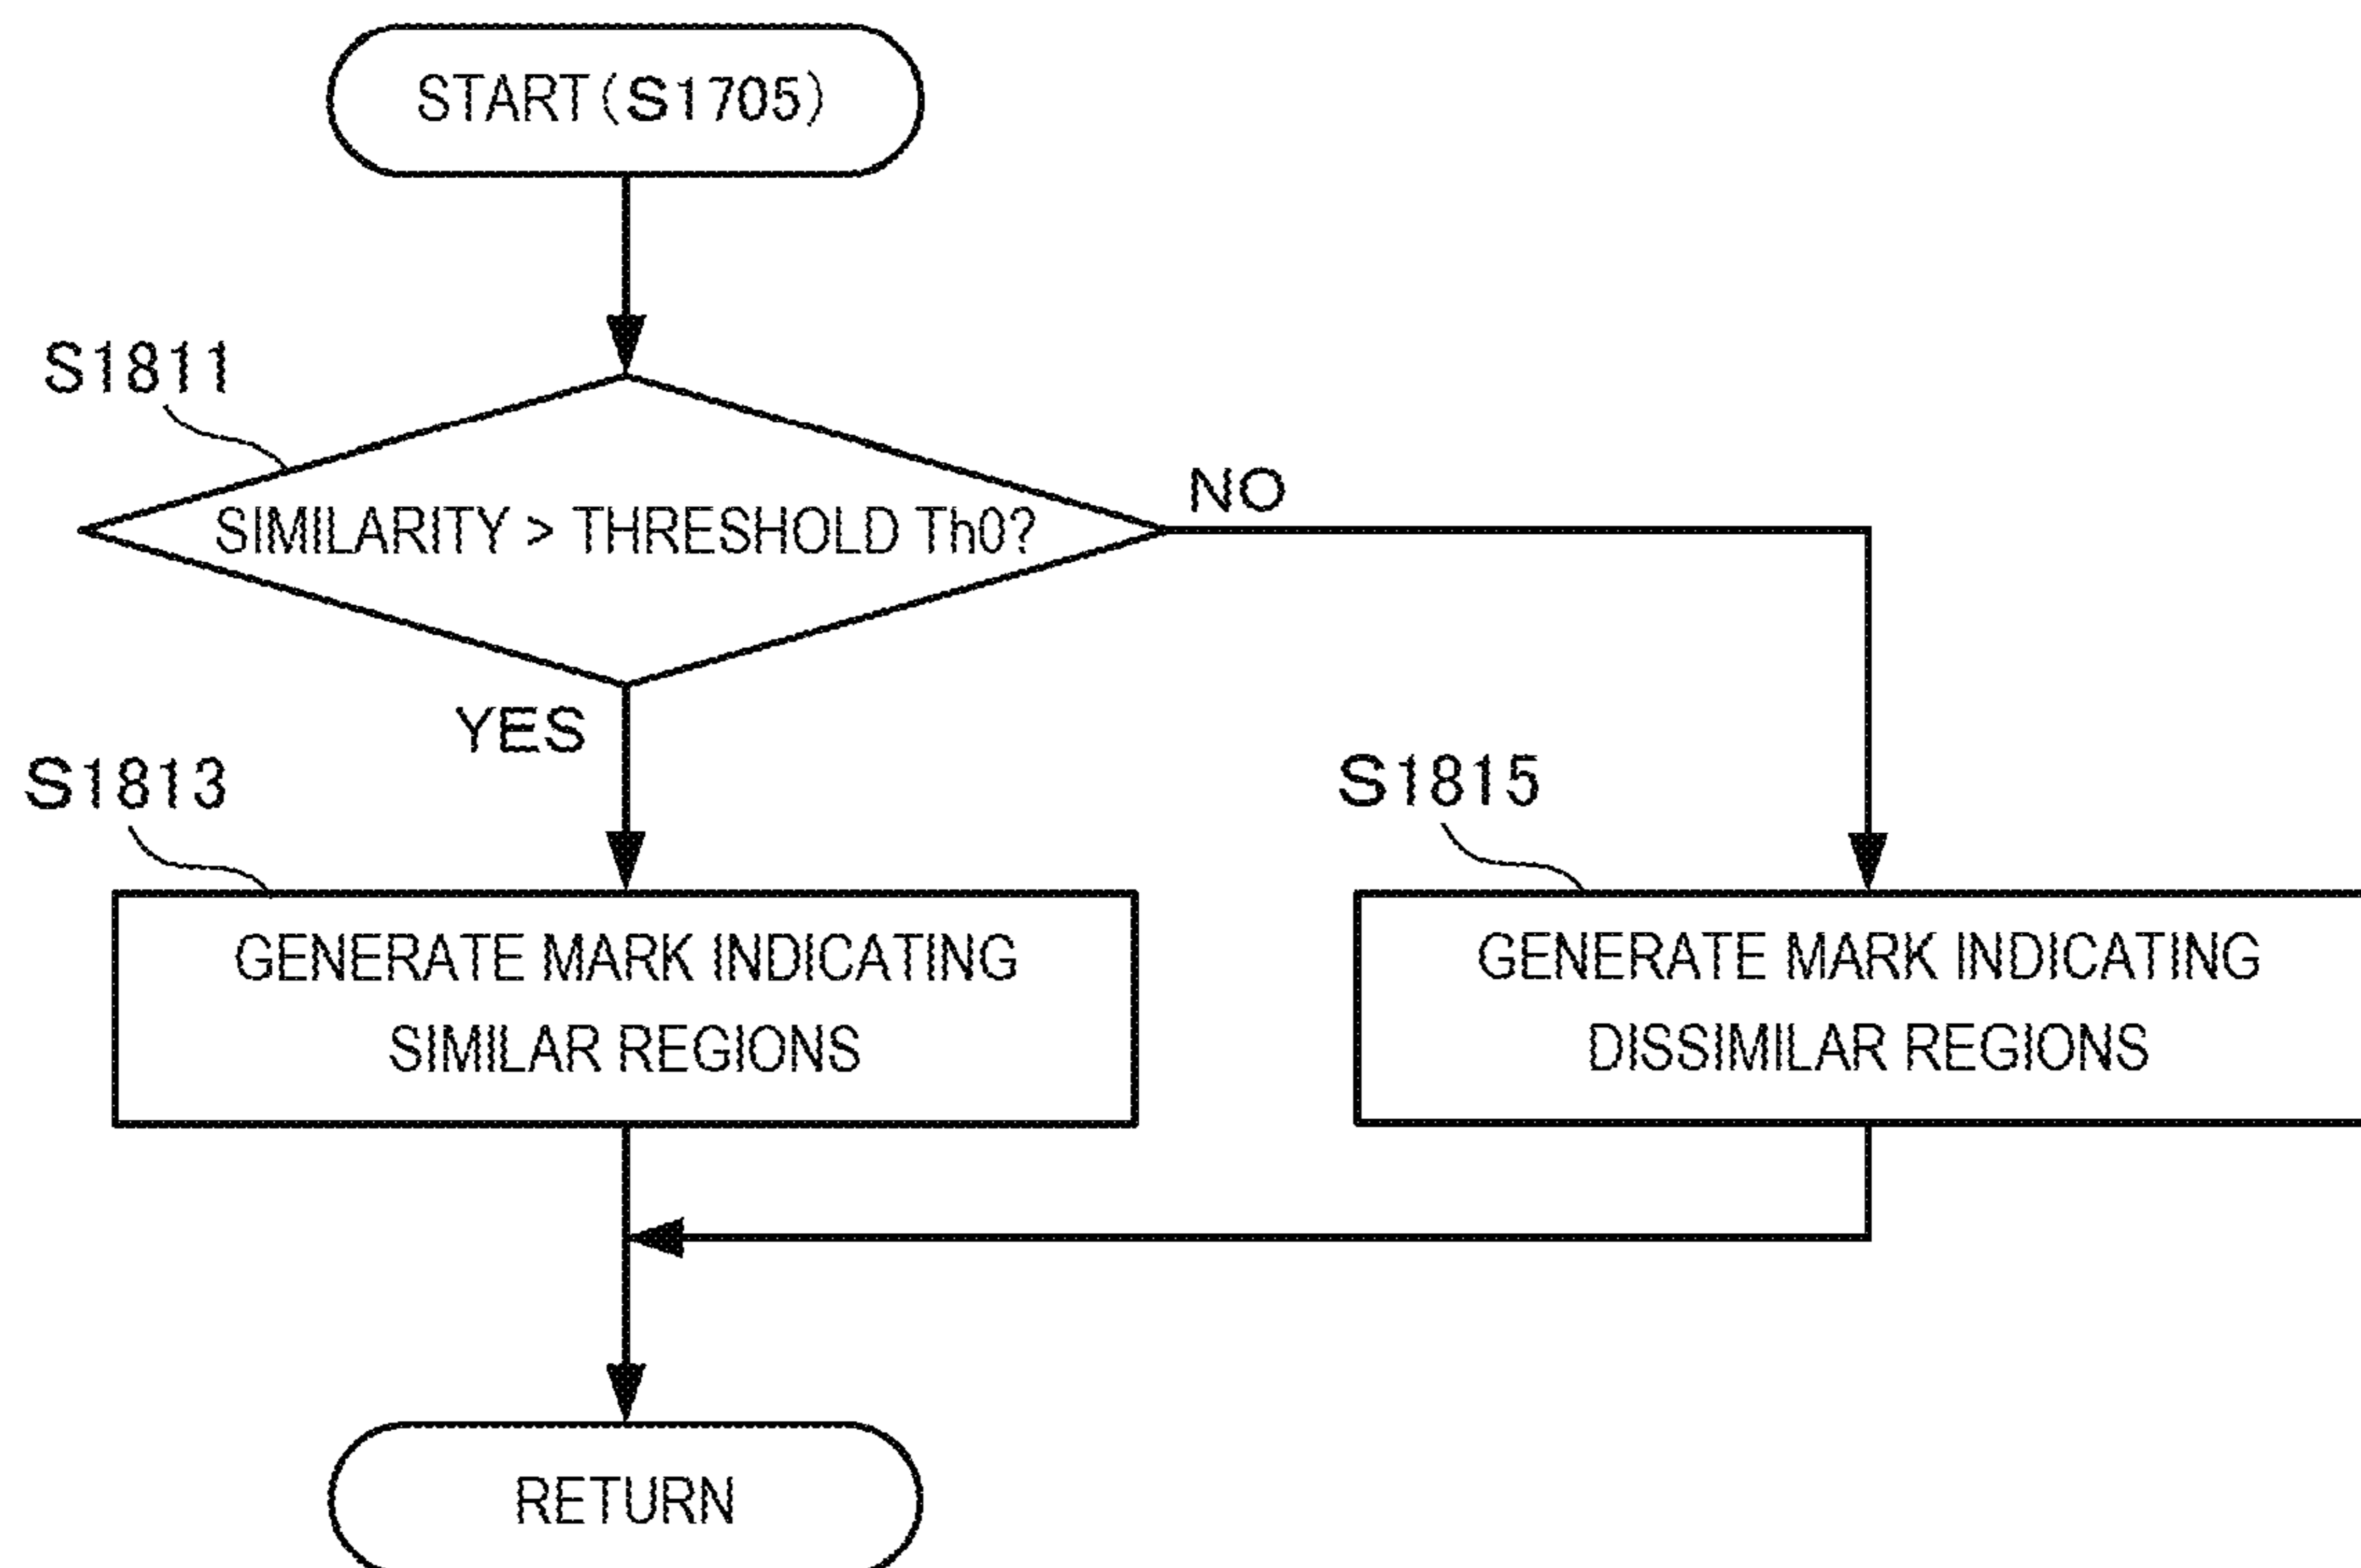 START(S1705)
S1811
SIMILARITY > THRESHOLD Th0?
NO
YES
S1813
GENERATE MARK INDICATING
SIMILAR REGIONS
S1815
GENERATE MARK INDICATING
DISSIMILAR REGIONS
RETURN